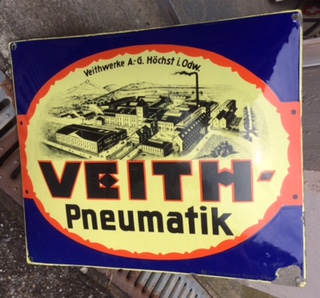 Veithwerke A.-G. Höchst i. Odw.
VEITH-
Pneumatik